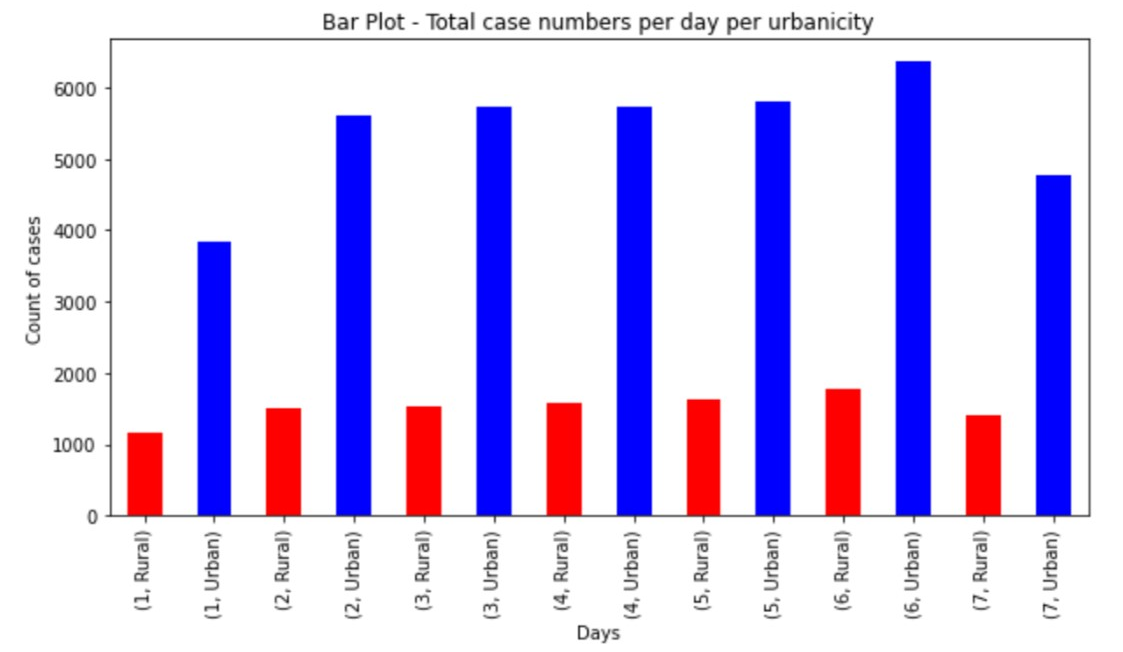 Bar Plot - Total case numbers per day per urbanicity
Count of cases
6000
5000
4000
3000
2000
1000
0
(1, Rural)
(1, Urban)
(2, Rural)
(2, Urban)
(3, Rural)
(3, Urban)
(4, Rural)
(4, Urban)
(5, Rural)
(5, Urban)
(6, Rural)
(6, Urban)
(7, Rural)
(7, Urban)
Days